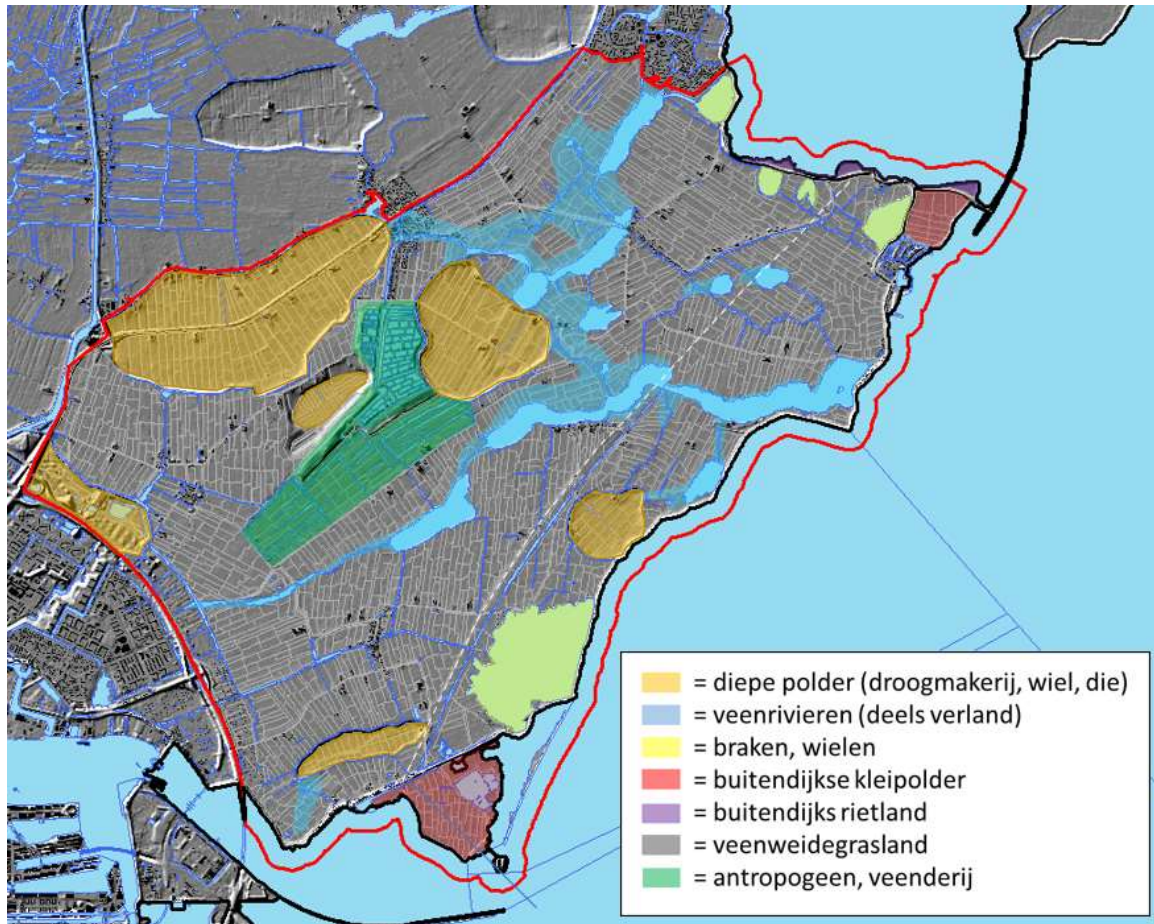 = diepe polder (droogmakerij, wiel, die)
= veenrivieren (deels verland)
= braken, wielen
= buitendijkse kleipolder
= buitendijks rietland
= veenweidegrasland
= antropogeen, veenderij